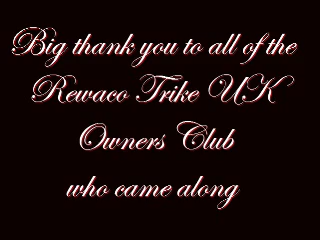 Big thank you to all of the
Rewaco Trike UK
Owners' Club
who came along